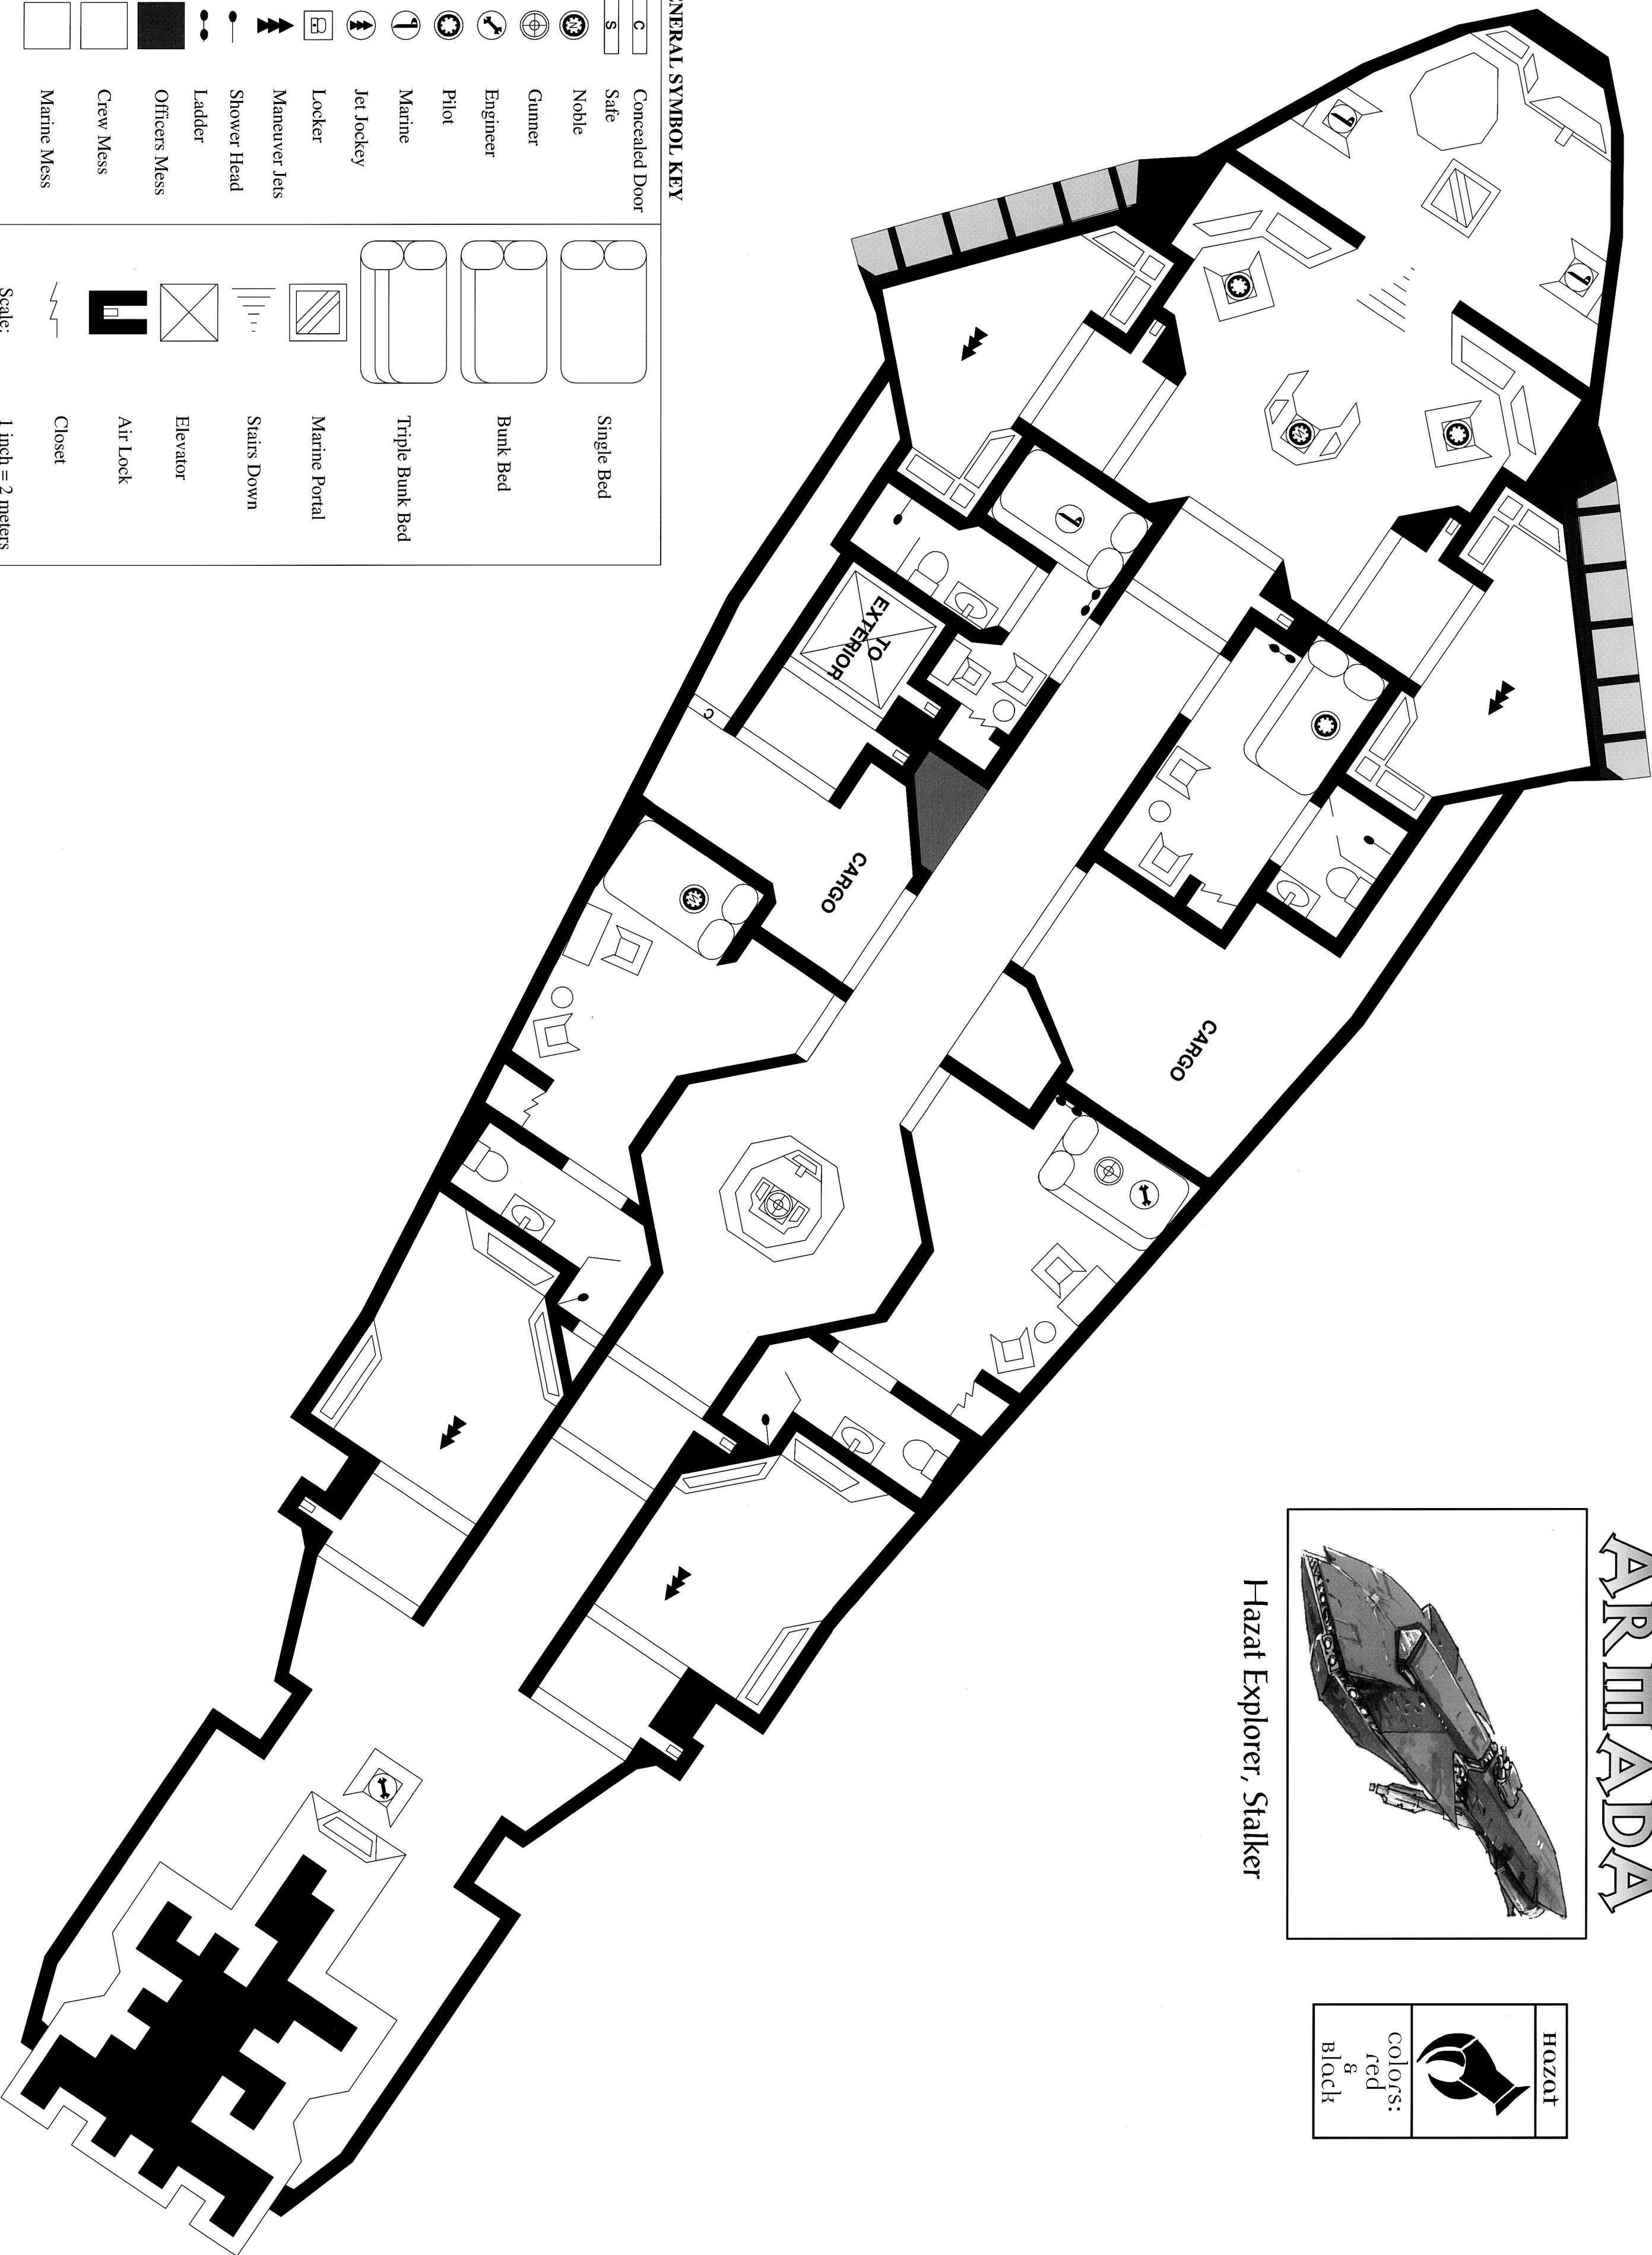 ARMADA
Hazat Explorer, Stalker
HAZAT
colors:
red
&
Black
NERAL SYMBOL KEY
C
Concealed Door
S
Safe
N
Noble
Gunner
Engineer
Pilot
Marine
Jet Jockey
Locker
Maneuver Jets
Shower Head
Ladder
Officers Mess
Crew Mess
Marine Mess
Single Bed
Bunk Bed
Triple Bunk Bed
Marine Portal
Stairs Down
Elevator
Air Lock
Closet
Scale:
1 inch = 2 meters
TO
EXTERIOR
C
CARGO
CARGO